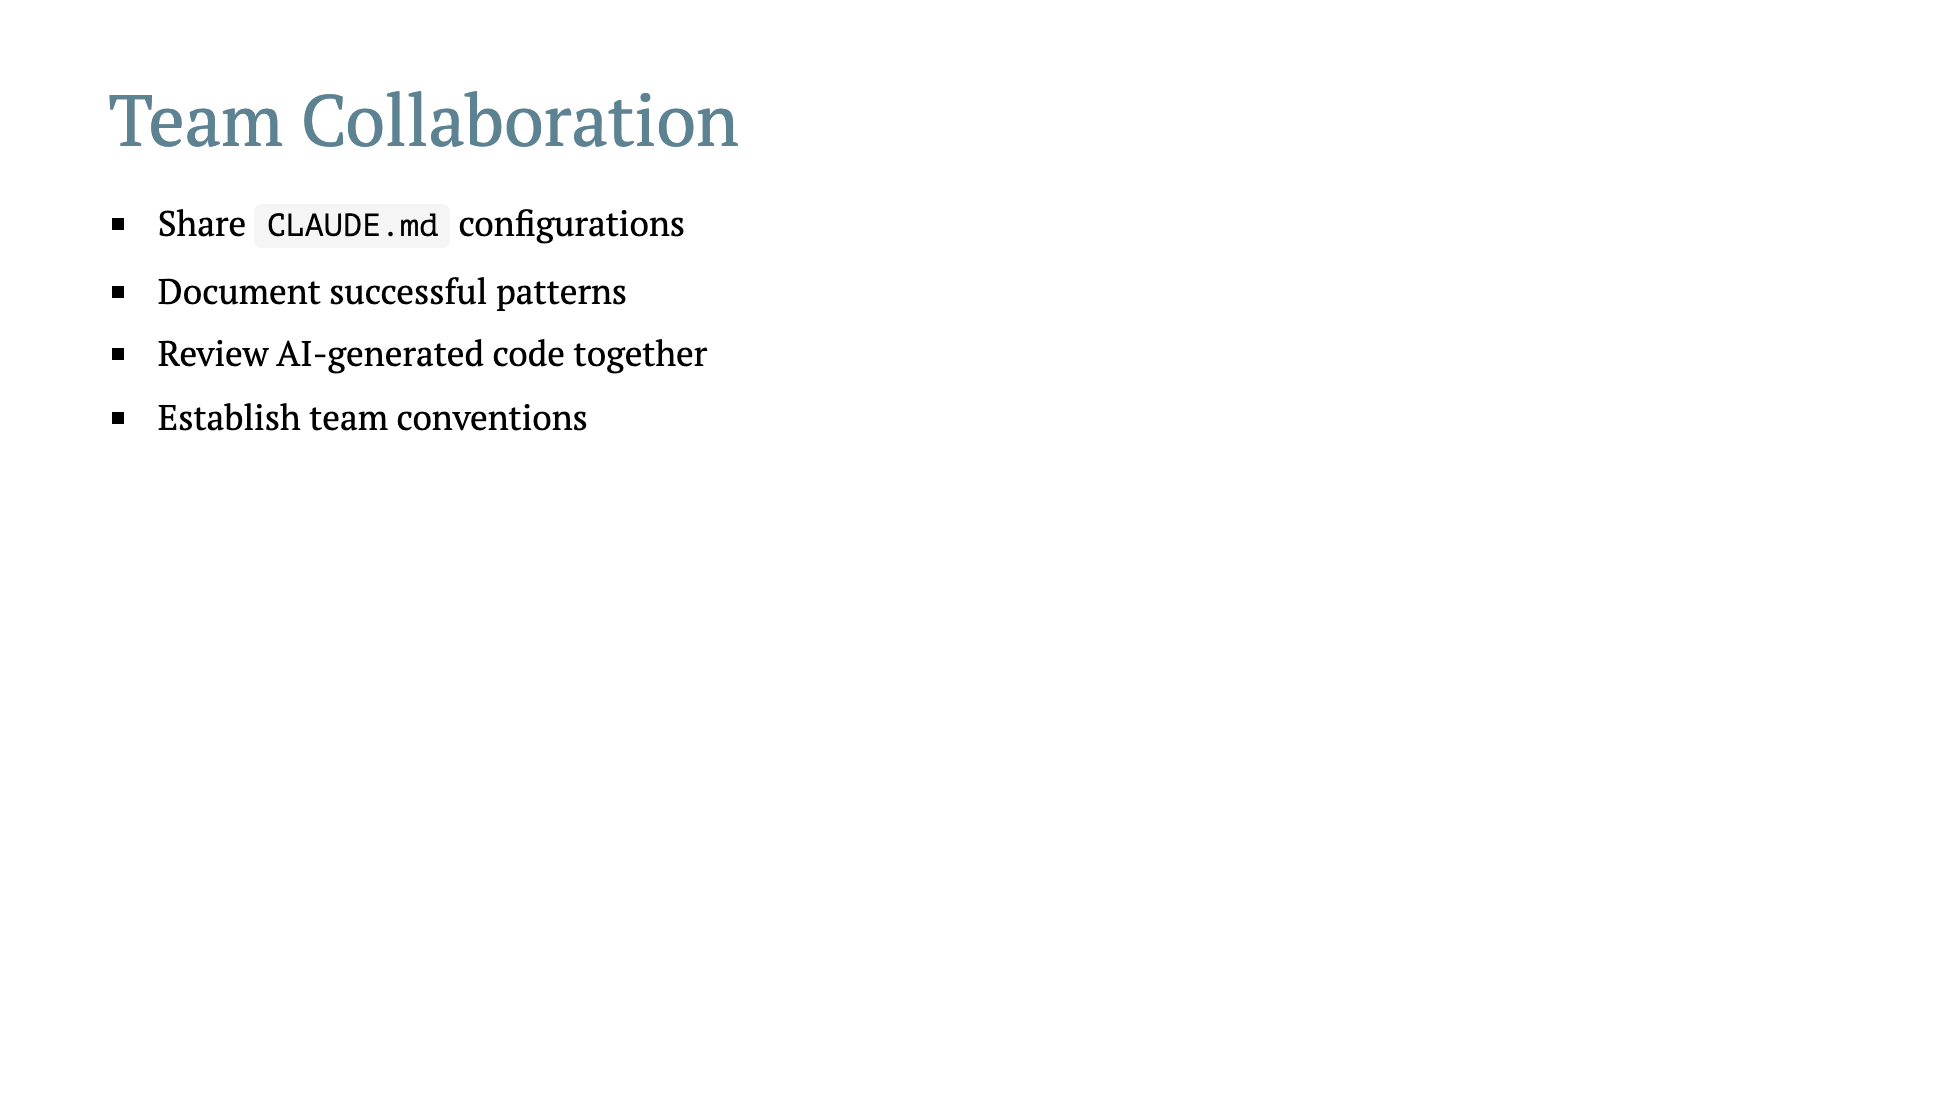 Team Collaboration
Share CLAUDE.md configurations
Document successful patterns
Review AI-generated code together
Establish team conventions